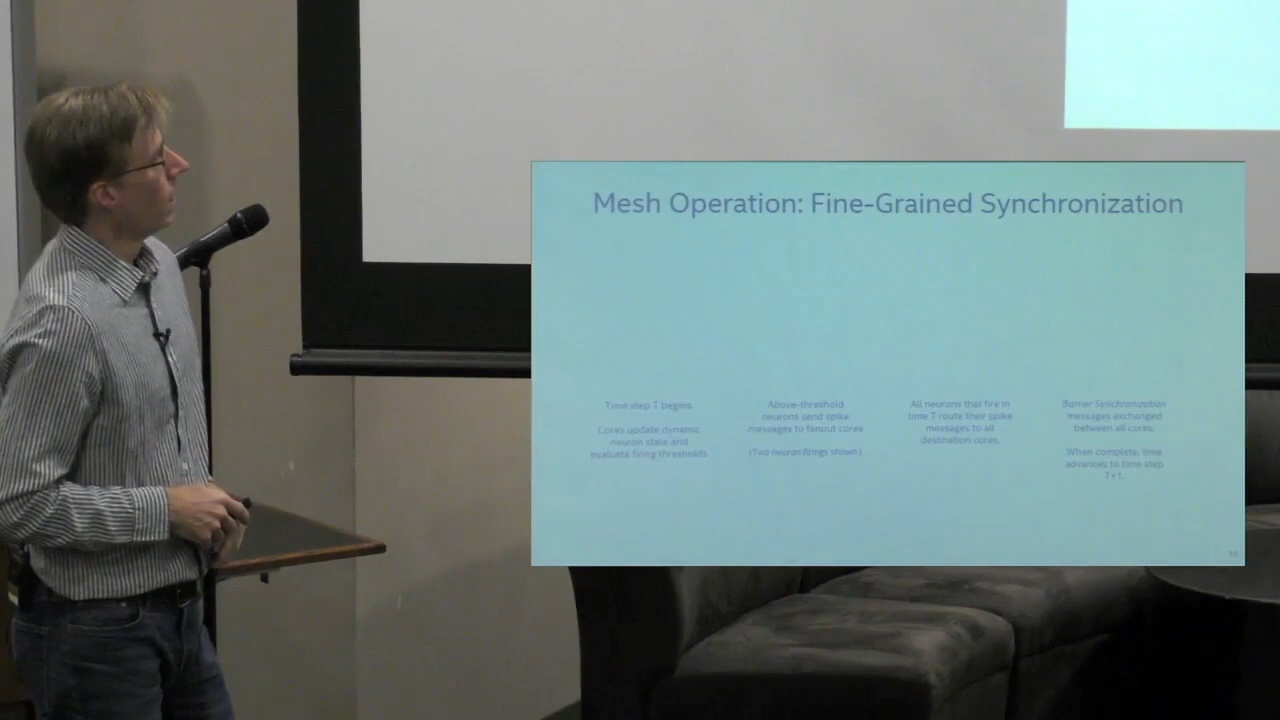 Mesh Operation: Fine-Grained Synchronization
Time step T begins.
Cores update dynamic
neuron state and
evaluate firing thresholds
Above-threshold
neurons send spike
messages to fanout cores
(Two neuron firings shown)
All neurons that fire in
time T route their spike
messages to all
destination cores.
Barrier Synchronization
messages exchanged
between all cores.
When complete, time
advances to time step
T+1.